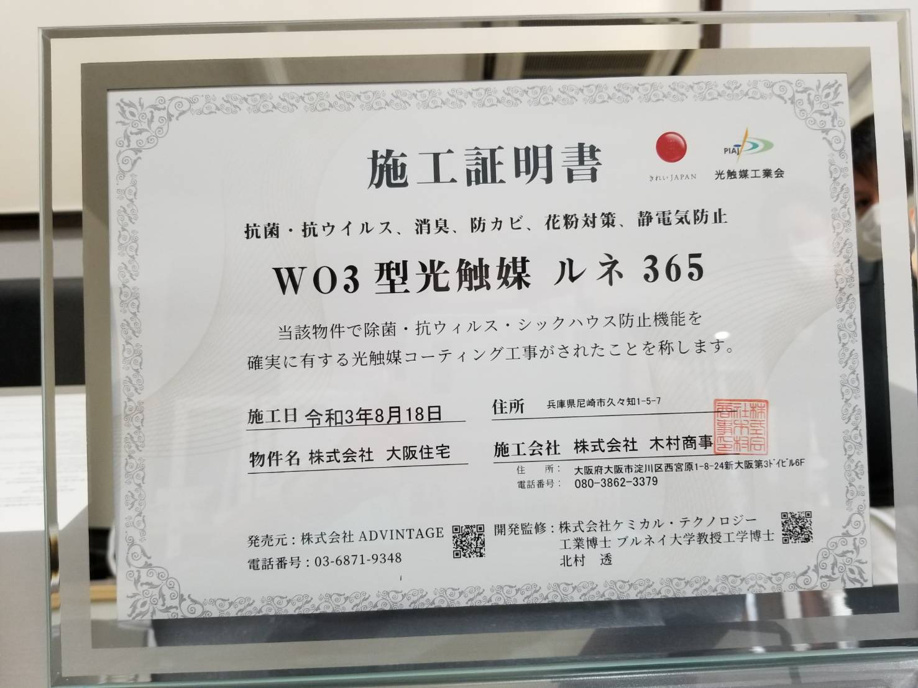 施工証明書
きれいJAPAN
PIAJ
光触媒工業会
抗菌・抗ウイルス、消臭、防カビ、花粉対策、静電気防止
WO3型光触媒 ルネ 365
当該物件で除菌・抗ウィルス・シックハウス防止機能を
確実に有する光触媒コーティング工事がされたことを称します。
施工日 令和3年8月18日
住所 兵庫県尼崎市久々知1-5-7
物件名 株式会社 大阪住宅
施工会社 株式会社 木村商事
住 所： 大阪府大阪市淀川区西宮原1-8-24新大阪第3ﾄﾞｲﾋﾞﾙ6F
電話番号： 080-3862-3379
発売元：株式会社 ADVINTAGE
電話番号：03-6871-9348
開発監修：株式会社ケミカル・テクノロジー
工業博士 ブルネイ大学教授工学博士
北村 透